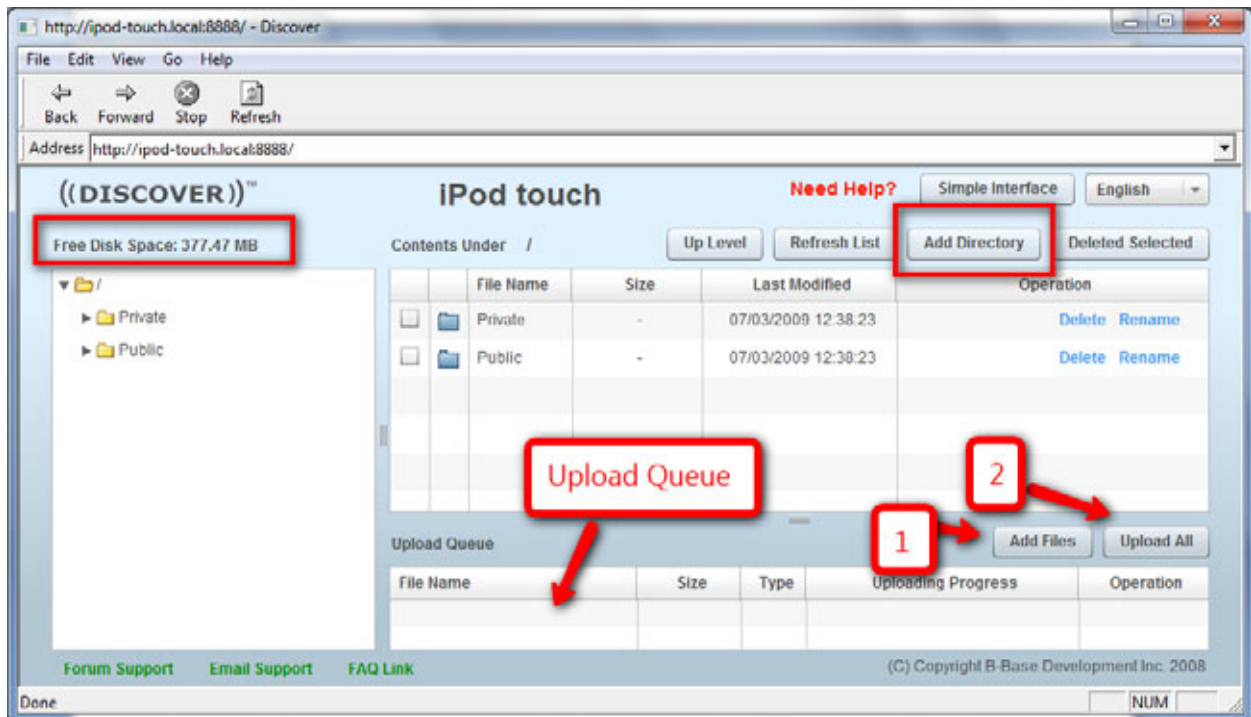 http://ipod-touch.local:8888/ - Discover
File Edit View Go Help
Back Forward Stop Refresh
Address http://ipod-touch.local:8888/
((DISCOVER))™ iPod touch Need Help? Simple Interface English
Free Disk Space: 377.47 MB Contents Under / Up Level Refresh List Add Directory Deleted Selected
/ File Name Size Last Modified Operation
Private Private - 07/03/2009 12:38:23 Delete Rename
Public Public - 07/03/2009 12:38:23 Delete Rename
Upload Queue 2
1
Upload Queue Add Files Upload All
File Name Size Type Uploading Progress Operation
Forum Support Email Support FAQ Link (C) Copyright B-Base Development Inc. 2008
Done NUM